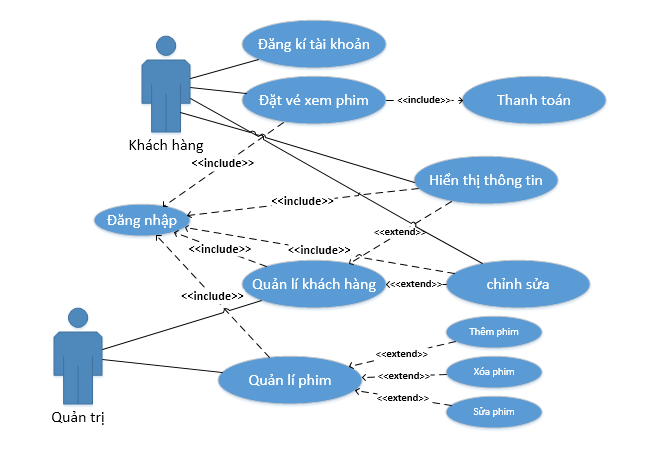 Đăng kí tài khoản
Đặt vé xem phim
<<include>>
Thanh toán
Khách hàng
<<include>>
Hiển thị thông tin
<<include>>
Đăng nhập
<<extend>>
<<include>>
<<include>>
Quản lí khách hàng
<<extend>>
chỉnh sửa
<<include>>
Thêm phim
<<extend>>
Quản lí phim
<<extend>>
Xóa phim
<<extend>>
Sửa phim
Quản trị